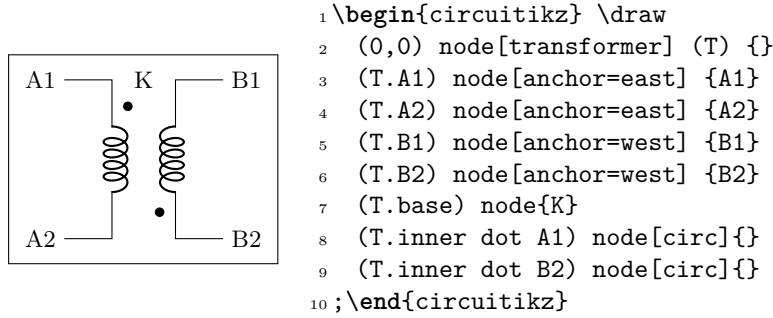 A1 K B1
A2 B2
1 \begin{circuitikz} \draw
2 (0,0) node[transformer] (T) {}
3 (T.A1) node[anchor=east] {A1}
4 (T.A2) node[anchor=east] {A2}
5 (T.B1) node[anchor=west] {B1}
6 (T.B2) node[anchor=west] {B2}
7 (T.base) node{K}
8 (T.inner dot A1) node[circ]{}
9 (T.inner dot B2) node[circ]{}
10 ;\end{circuitikz}